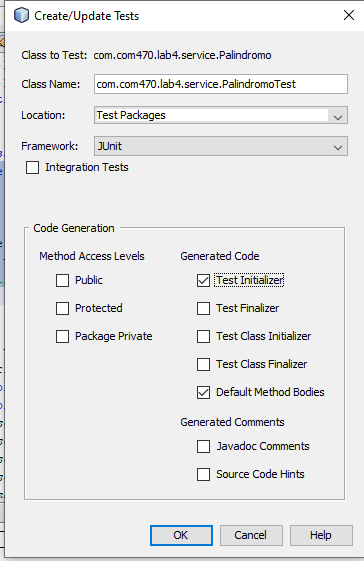 Create/Update Tests
Class to Test: com.com470.lab4.service.Palindromo
Class Name: com.com470.lab4.service.PalindromoTest
Location: Test Packages
Framework: JUnit
Integration Tests
Code Generation
Method Access Levels
Public
Protected
Package Private
Generated Code
Test Initializer
Test Finalizer
Test Class Initializer
Test Class Finalizer
Default Method Bodies
Generated Comments
Javadoc Comments
Source Code Hints
OK Cancel Help